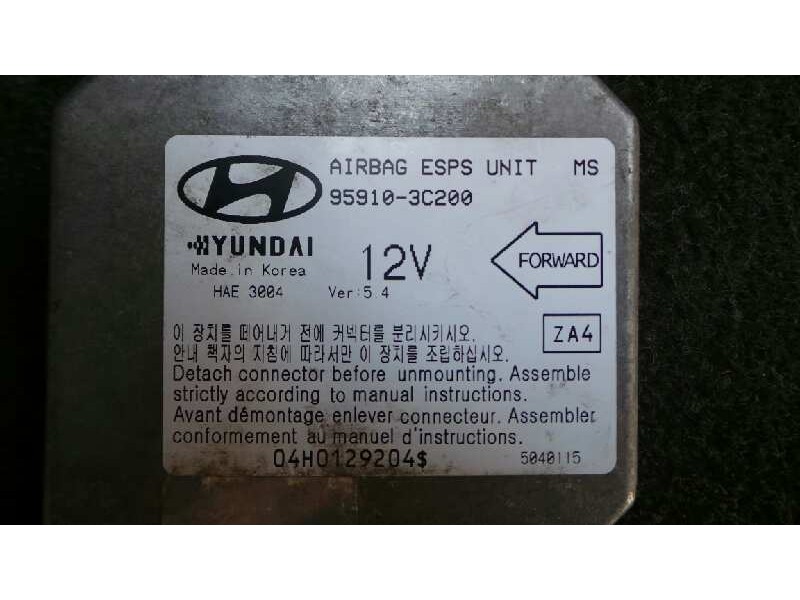 AIRBAG ESPS UNIT MS
95910-3C200
HYUNDAI
12V
FORWARD
Made in Korea
HAE 3004 Ver:5.4
이 장치를 떼어내거 전에 커넥터를 분리시키시오.
ZA4
안내 책자의 지침에 따라서만 이 장치를 조립하십시오.
Detach connector before unmounting. Assemble
strictly according to manual instructions.
Avant démontage enlever connecteur. Assembler
conformement au manuel d'instructions.
04H0129204$ 5040115